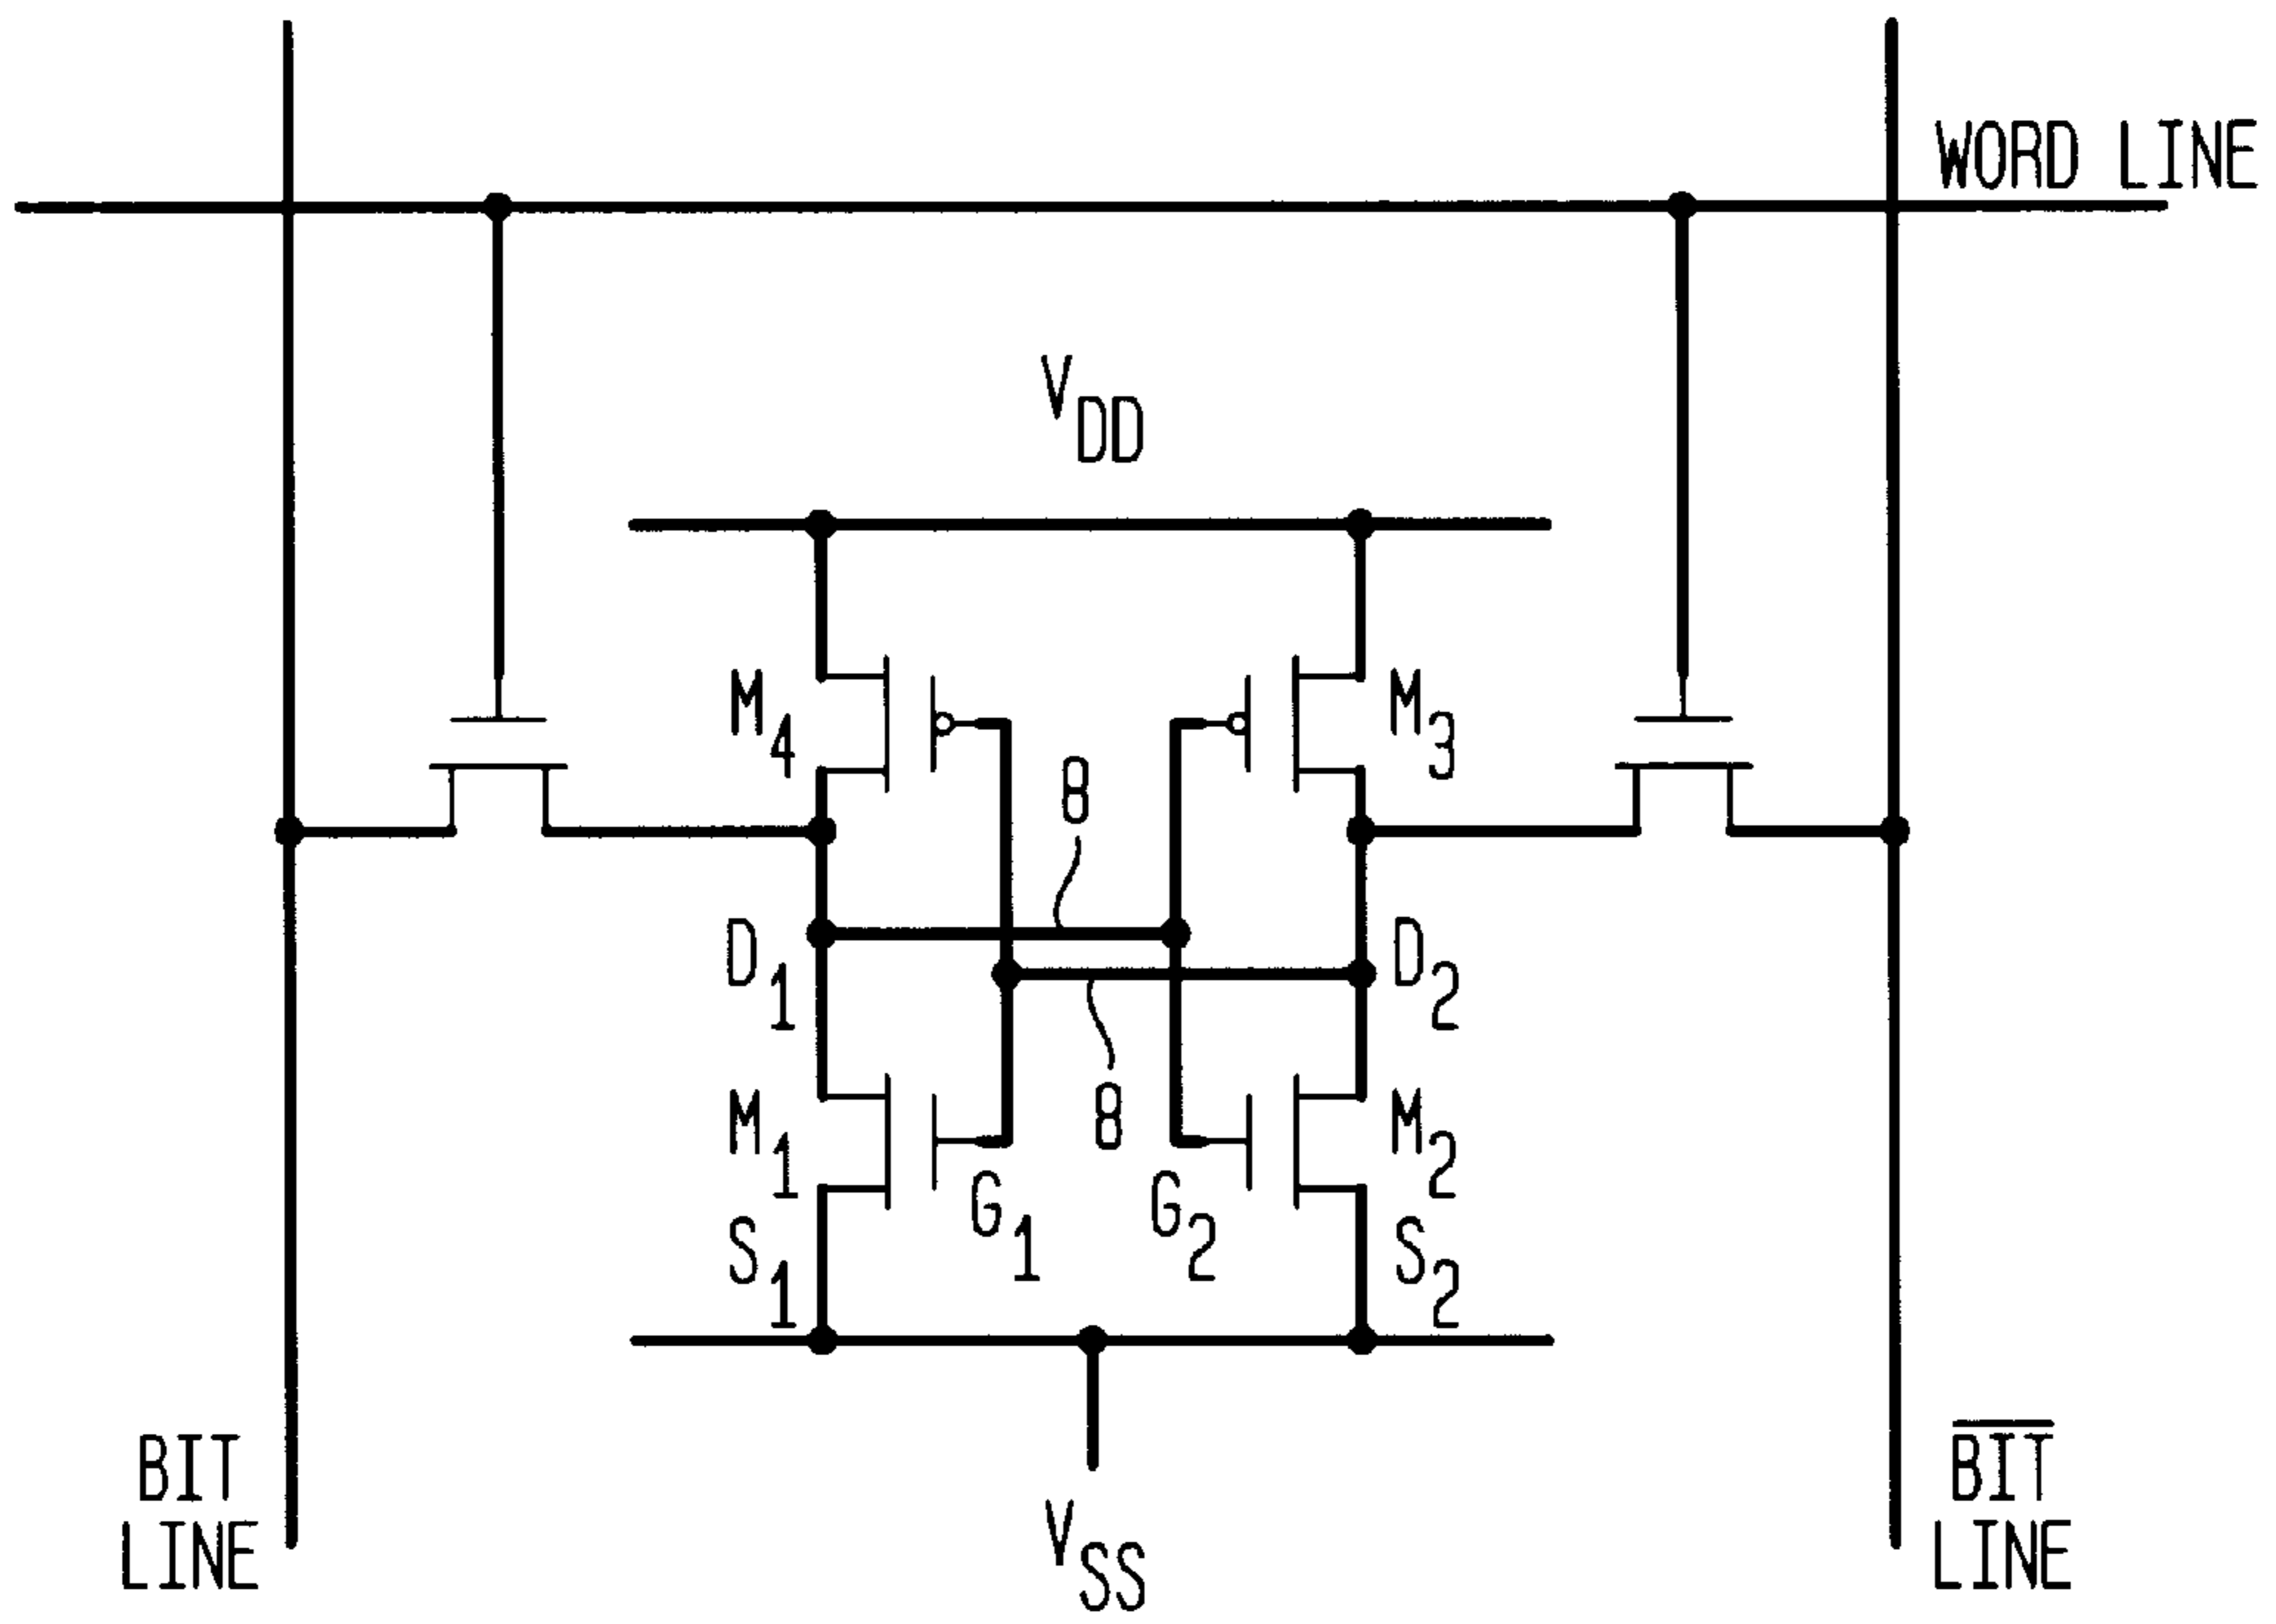 WORD LINE
V_DD
M_4
M_3
8
D_1
D_2
M_1
8
M_2
G_1
G_2
S_1
S_2
BIT
LINE
V_SS
B̅I̅T̅
LINE